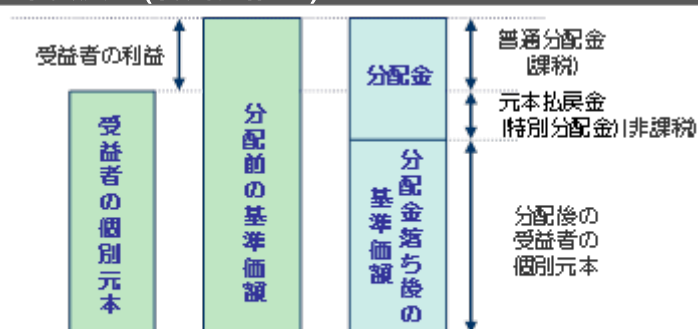 受益者の利益
受益者の個別元本
分配前の基準価額
分配金
分配金落ち後の
基準価額
普通分配金
(課税)
元本払戻金
(特別分配金)(非課税)
分配後の
受益者の
個別元本